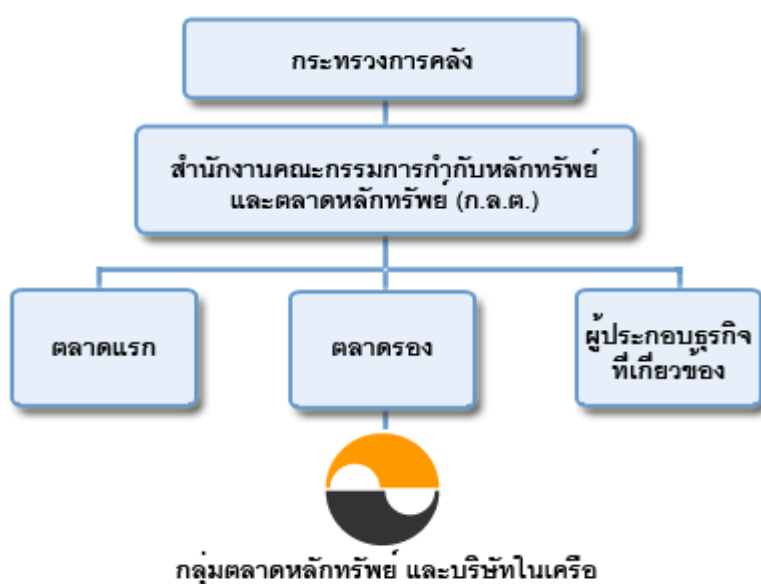 กระทรวงการคลัง
สำนักงานคณะกรรมการกำกับหลักทรัพย์
และตลาดหลักทรัพย์ (ก.ล.ต.)
ตลาดแรก
ตลาดรอง
ผู้ประกอบธุรกิจ
ที่เกี่ยวข้อง
กลุ่มตลาดหลักทรัพย์ และบริษัทในเครือ